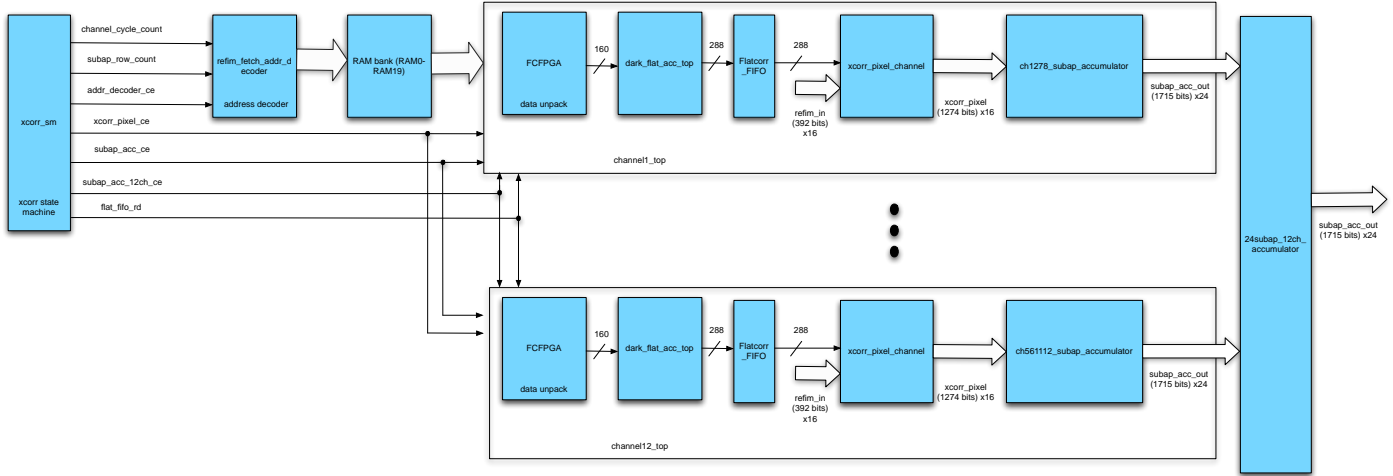 channel_cycle_count
subap_row_count
addr_decoder_ce
xcorr_pixel_ce
subap_acc_ce
subap_acc_12ch_ce
flat_fifo_rd
xcorr_sm
xcorr state
machine
refim_fetch_addr_d
ecoder
address decoder
RAM bank (RAM0-
RAM19)
FCFPGA
data unpack
160
dark_flat_acc_top
288
Flatcorr
_FIFO
288
refim_in
(392 bits)
x16
xcorr_pixel_channel
xcorr_pixel
(1274 bits) x16
ch1278_subap_accumulator
subap_acc_out
(1715 bits) x24
channel1_top
FCFPGA
data unpack
160
dark_flat_acc_top
288
Flatcorr
_FIFO
288
refim_in
(392 bits)
x16
xcorr_pixel_channel
xcorr_pixel
(1274 bits) x16
ch561112_subap_accumulator
subap_acc_out
(1715 bits) x24
channel12_top
24subap_12ch_
accumulator
subap_acc_out
(1715 bits) x24